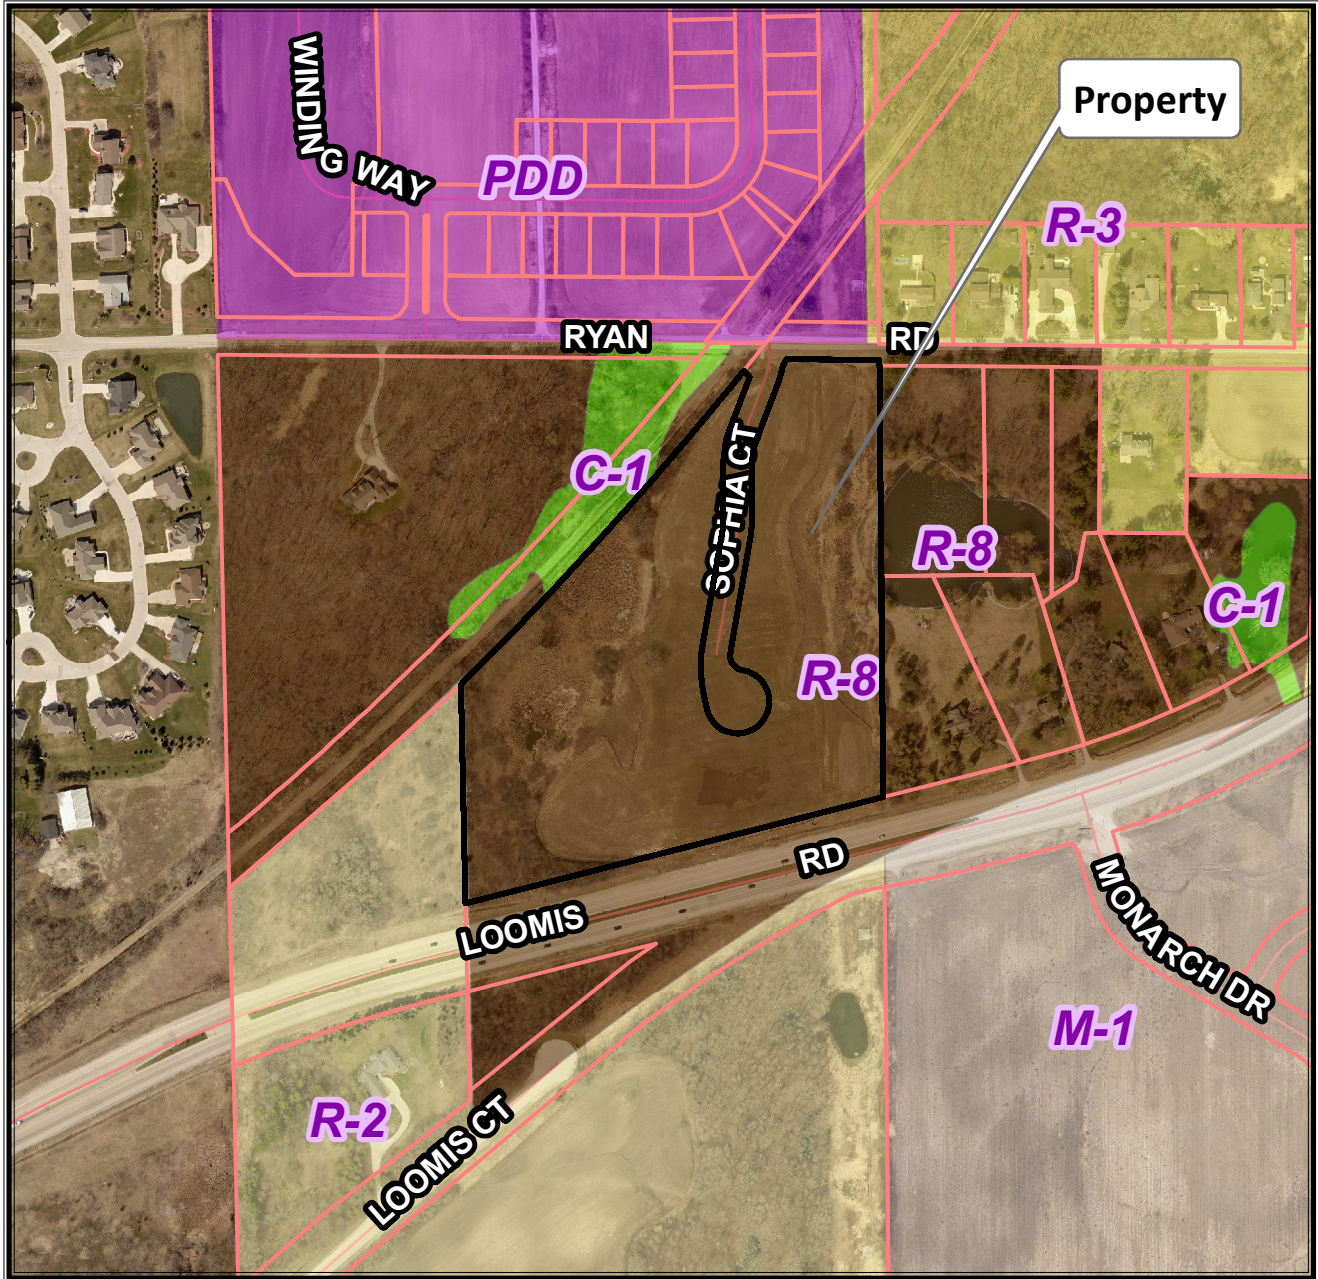 WINDING WAY
PDD
Property
R-3
RYAN
RD
C-1
SOPHIA CT
R-8
C-1
R-8
RD
LOOMIS
MONARCH DR
M-1
R-2
LOOMIS CT